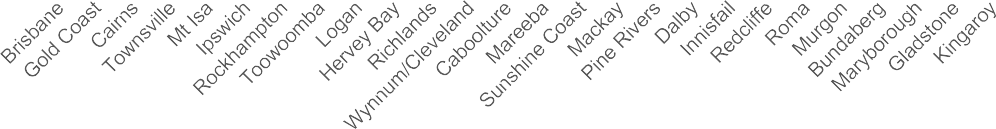 Brisbane
Gold Coast
Cairns
Townsville
Mt Isa
Ipswich
Rockhampton
Toowoomba
Logan
Hervey Bay
Richlands
Wynnum/Cleveland
Caboolture
Mareeba
Sunshine Coast
Mackay
Pine Rivers
Dalby
Innisfail
Redcliffe
Roma
Murgon
Bundaberg
Maryborough
Gladstone
Kingaroy